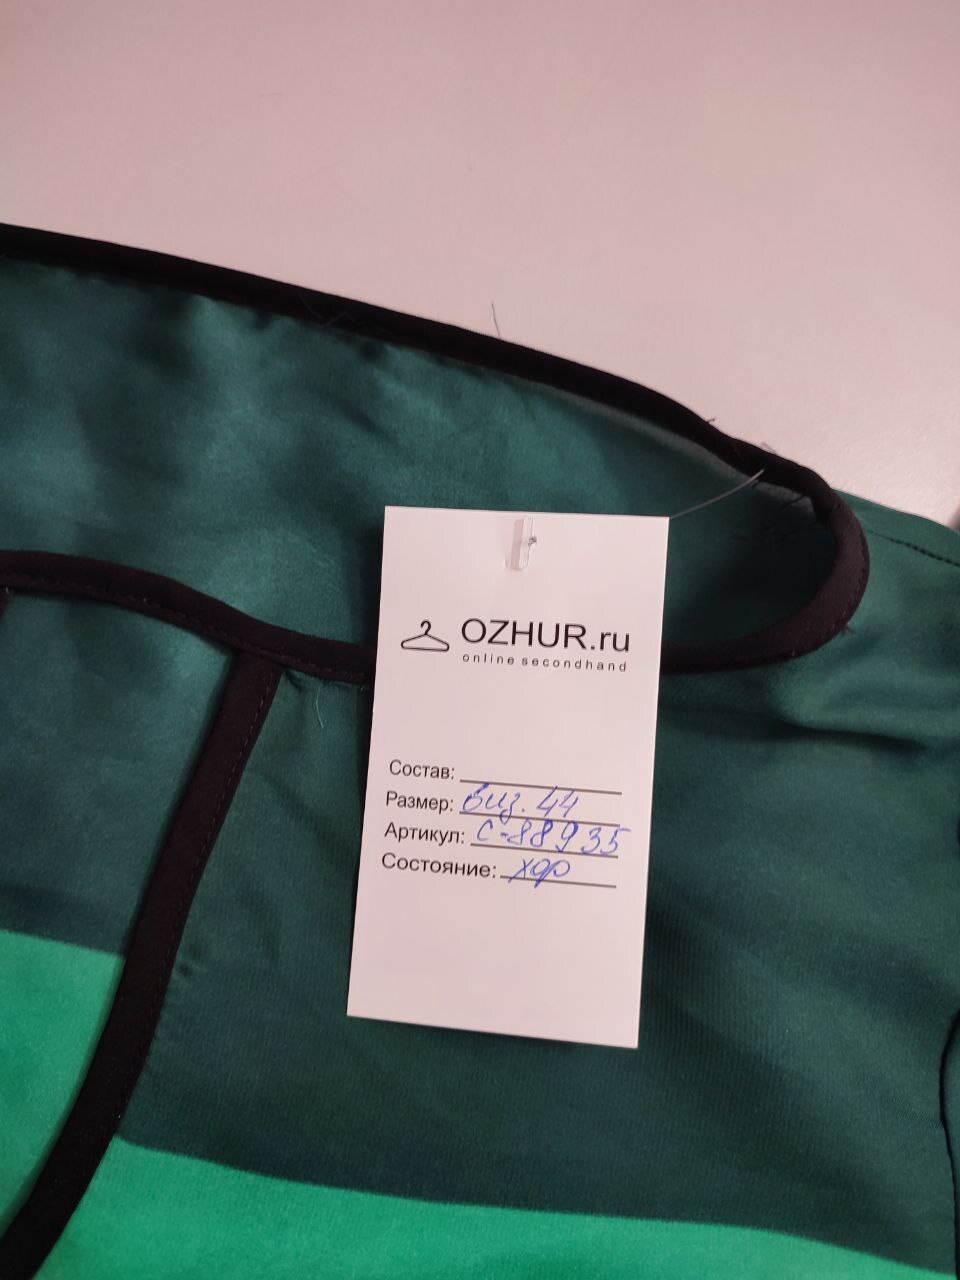 OZHUR.ru
online secondhand
Состав:
Размер: виз. 44
Артикул: С-88935
Состояние: хор